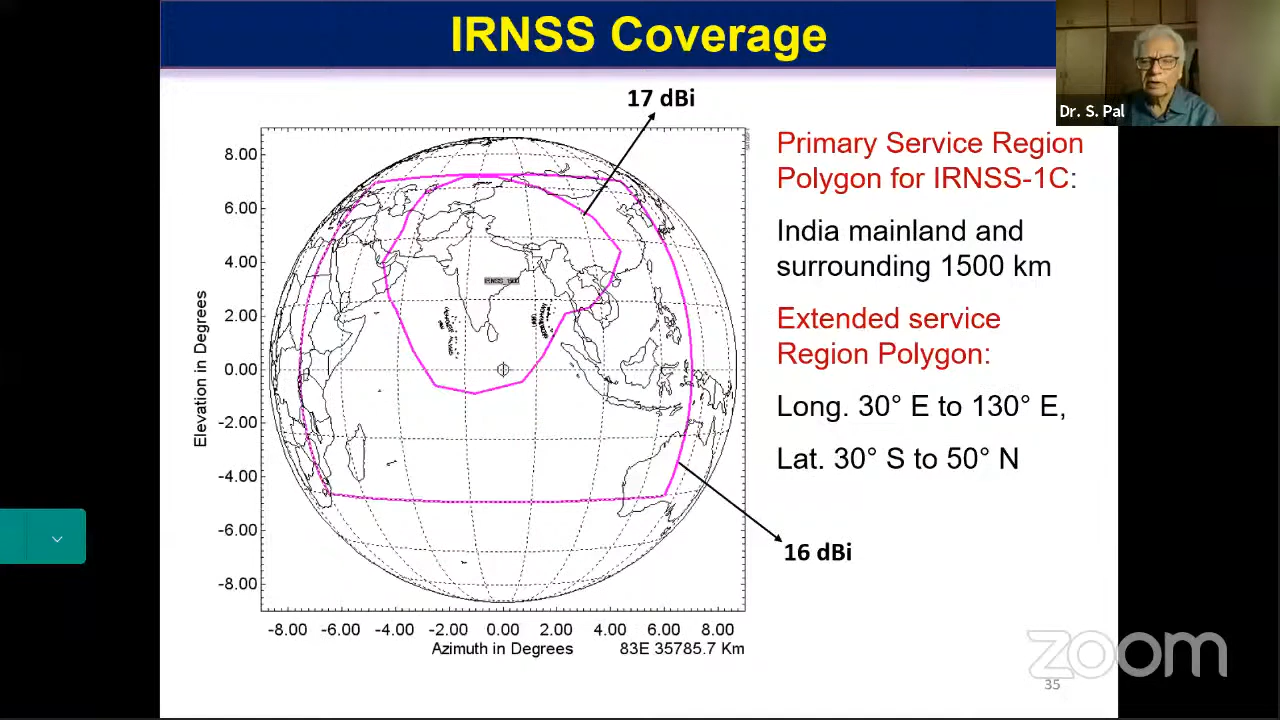 IRNSS Coverage
Dr. S. Pal
17 dBi
Primary Service Region
Polygon for IRNSS-1C:
India mainland and
surrounding 1500 km
Extended service
Region Polygon:
Long. 30° E to 130° E,
Lat. 30° S to 50° N
16 dBi
Elevation in Degrees
8.00
6.00
4.00
2.00
0.00
-2.00
-4.00
-6.00
-8.00
-8.00 -6.00 -4.00 -2.00 0.00 2.00 4.00 6.00 8.00
Azimuth in Degrees 83E 35785.7 Km
zoom
35